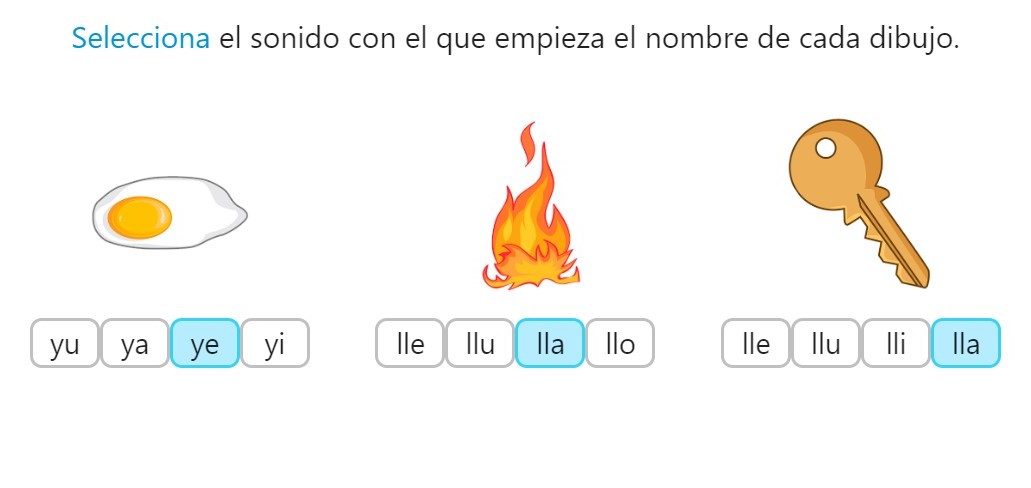 Selecciona el sonido con el que empieza el nombre de cada dibujo.
yu ya ye yi lle llu lla llo lle llu lli lla